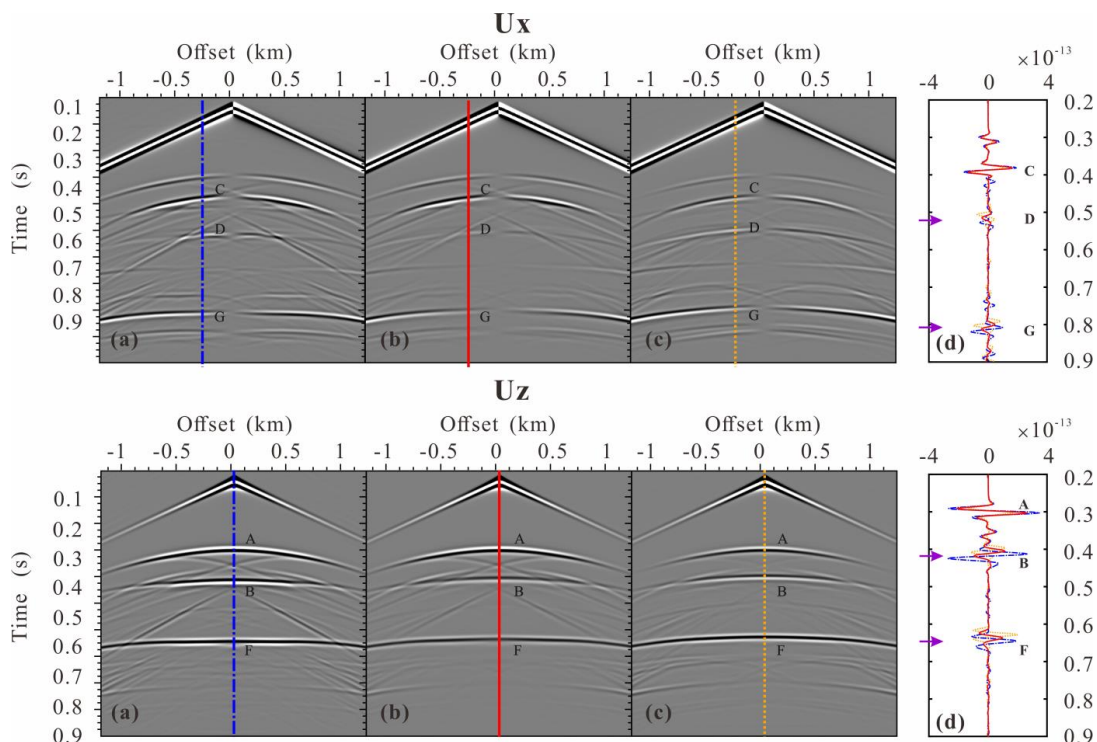 Ux
Offset (km) Offset (km) Offset (km) ×10⁻¹³
-1 -0.5 0 0.5 1 -1 -0.5 0 0.5 1 -1 -0.5 0 0.5 1 -4 0 4
Time (s)
0.1
0.2
0.3
0.4
0.5
0.6
0.7
0.8
0.9
C
D
G
(a)
C
D
G
(b)
C
D
G
(c)
C
D
G
(d)
0.2
0.3
0.4
0.5
0.6
0.7
0.8
0.9
Uz
Offset (km) Offset (km) Offset (km) ×10⁻¹³
-1 -0.5 0 0.5 1 -1 -0.5 0 0.5 1 -1 -0.5 0 0.5 1 -4 0 4
Time (s)
0.1
0.2
0.3
0.4
0.5
0.6
0.7
0.8
0.9
A
B
F
(a)
A
B
F
(b)
A
B
F
(c)
A
B
F
(d)
0.2
0.3
0.4
0.5
0.6
0.7
0.8
0.9